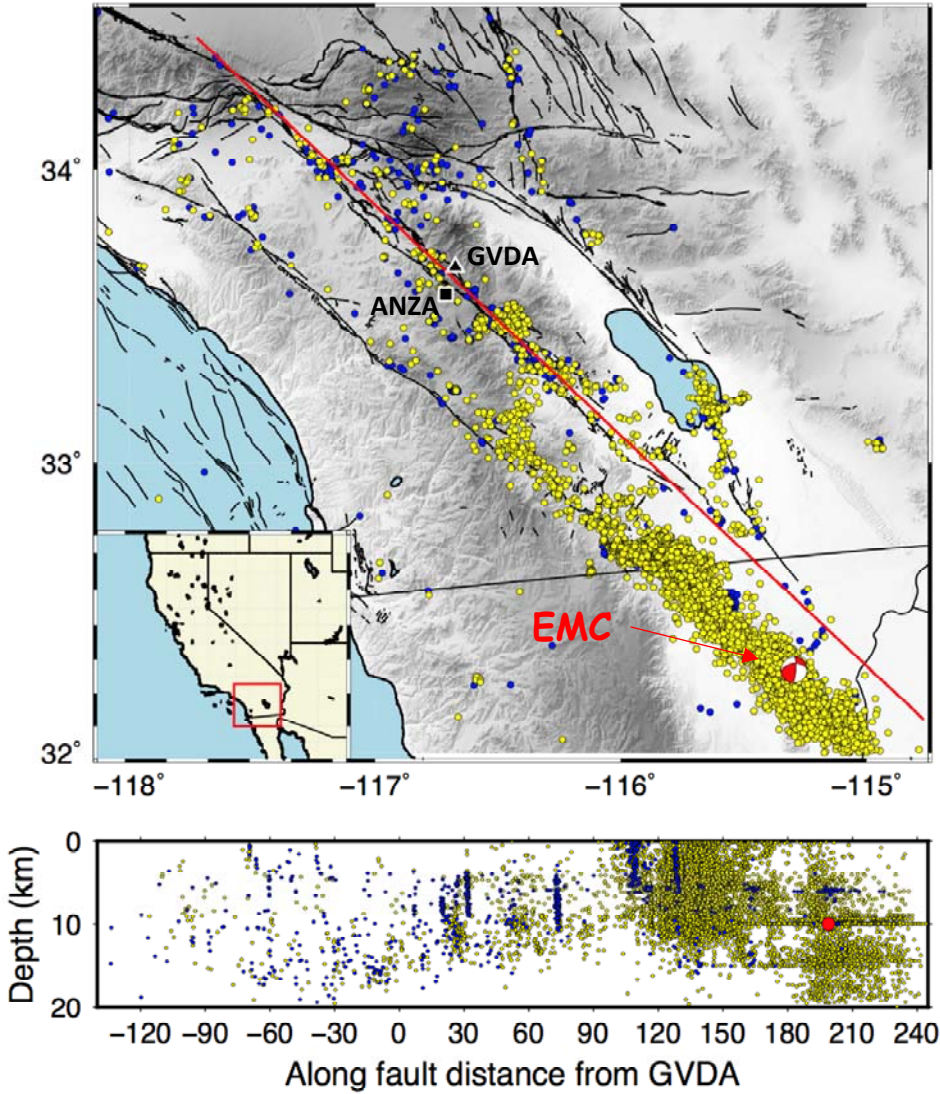 34°
GVDA
ANZA
33°
EMC
32°
−118° −117° −116° −115°
0
10
20
Depth (km)
−120 −90 −60 −30 0 30 60 90 120 150 180 210 240
Along fault distance from GVDA